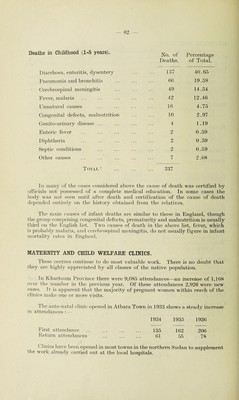 — 62 —
Deaths in Childhood (1-5 years).
No. of Deaths. Percentage of Total.
Diarrhoea, enteritis, dysentery ... 137 40.65
Pneumonia and bronchitis ... 66 19.58
Cerebrospinal meningitis ... 49 14.54
Fever, malaria ... 42 12.46
Unnatural causes ... 16 4.75
Congenital defects, malnutrition ... 10 2.97
Genito-urinary disease ... 4 1.19
Enteric fever ... 2 0.59
Diphtheria ... 2 0.59
Septic conditions ... 2 0.59
Other causes ... 7 2.08
Total 337
In many of the cases considered above the cause of death was certified by
officials not possessed of a complete medical education. In some cases the
body was not seen until after death and certification of the cause of death
depended entirely on the history obtained from the relatives.
The main causes of infant deaths are similar to those in England, though
the group comprising congenital defects, prematurity and malnutrition is usually
third on the English list. Two causes of death in the above list, fever, which
is probably malaria, and cerebrospinal meningitis, do not usually figure in infant
mortality rates in England.
MATERNITY AND CHILD WELFARE CLINICS.
These centres continue to do most valuable work. There is no doubt that
they are highly appreciated by all classes of the native population.
In Khartoum Province there were 9,085 attendances—an increase of 1,168
over the number in the previous year. Of these attendances 2,920 were new
cases. It is apparent that the majority of pregnant women within reach of the
clinics make one or more visits.
The ante-natal clinic opened in Atbara Town in 1933 shows a steady increase
in attendances :—
1934 1935 1936
First attendance ... 135 162 206
Return attendances 61 55 78
Clinics have been opened in most towns in the northern Sudan to supplement
the work already carried out at the local hospitals.